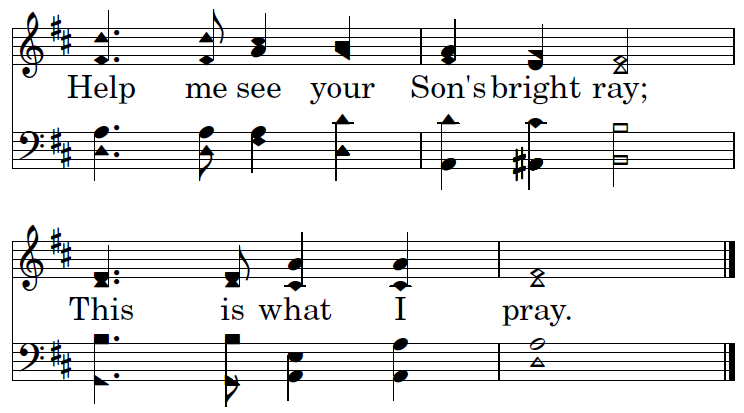 Help me see your Son's bright ray;
This is what I pray.